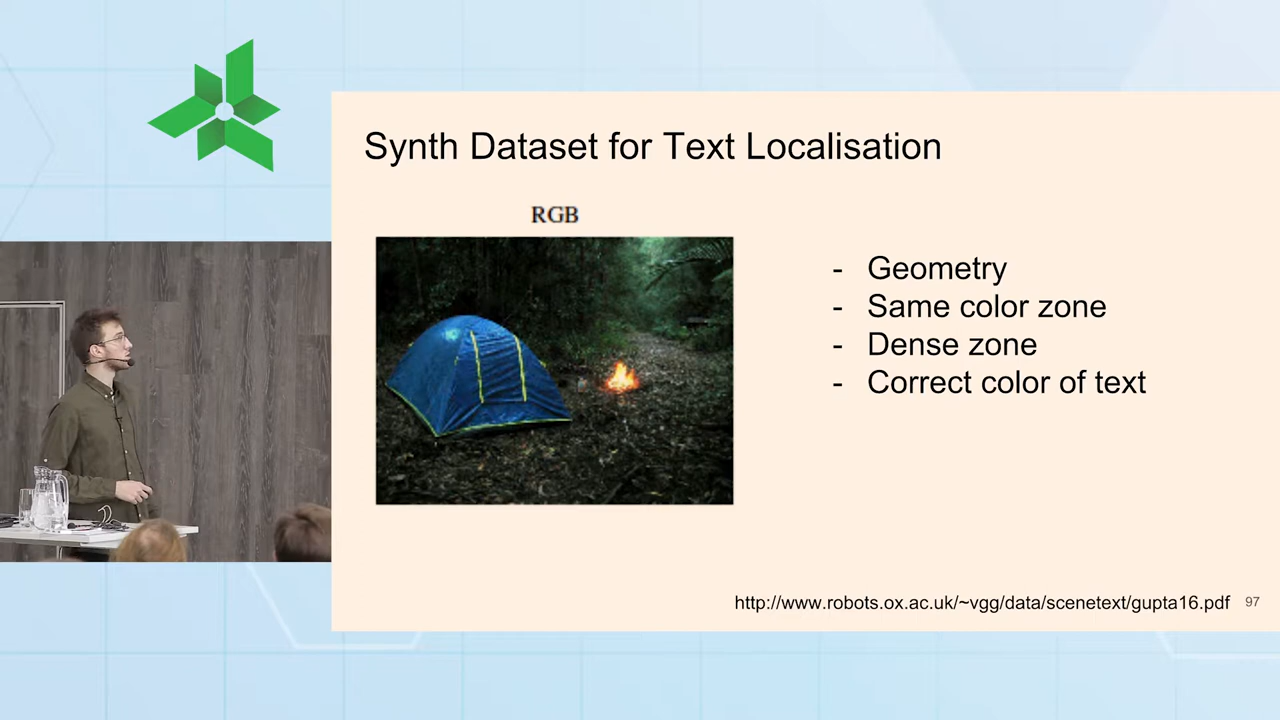 Synth Dataset for Text Localisation
RGB
- Geometry
- Same color zone
- Dense zone
- Correct color of text
http://www.robots.ox.ac.uk/~vgg/data/scenetext/gupta16.pdf 97